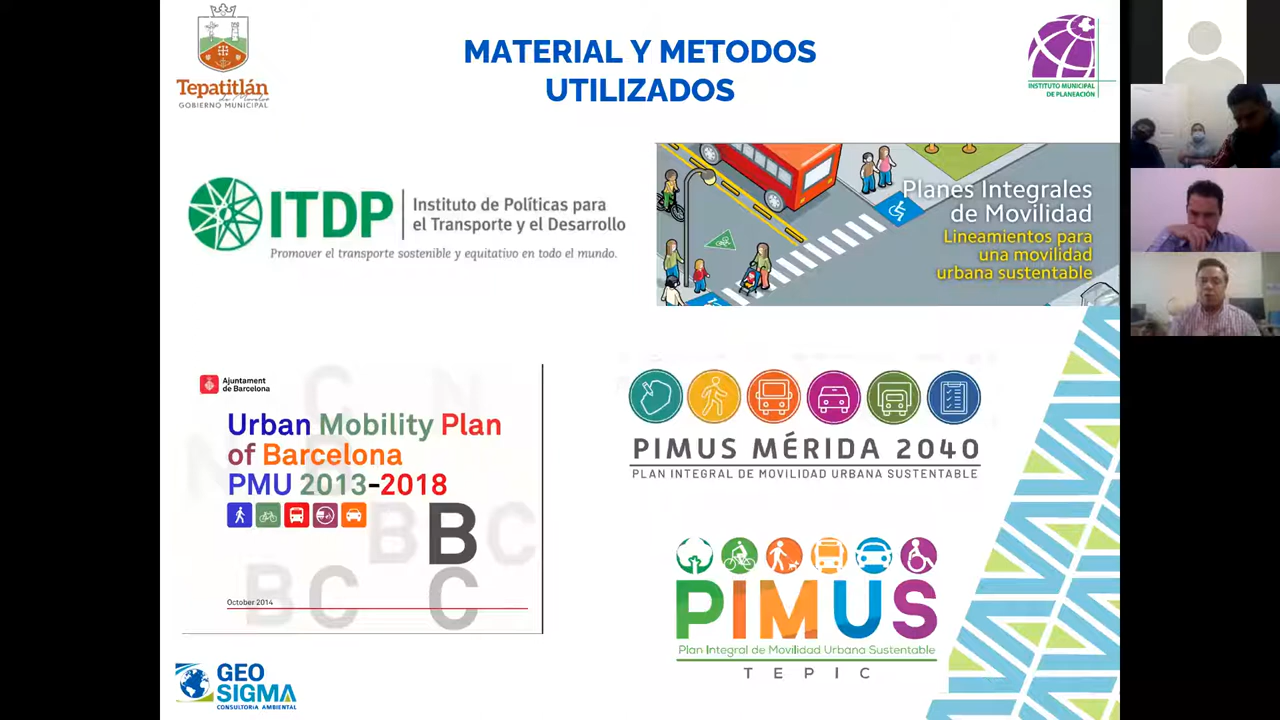 MATERIAL Y METODOS
UTILIZADOS
Tepatitlán
de Morelos
GOBIERNO MUNICIPAL
INSTITUTO MUNICIPAL
DE PLANEACIÓN
ITDP
Instituto de Políticas para
el Transporte y el Desarrollo
Promover el transporte sostenible y equitativo en todo el mundo.
Planes Integrales
de Movilidad
Lineamientos para
una movilidad
urbana sustentable
Ajuntament
de Barcelona
Urban Mobility Plan
of Barcelona
PMU 2013-2018
B
C
October 2014
PIMUS MÉRIDA 2040
PLAN INTEGRAL DE MOVILIDAD URBANA SUSTENTABLE
PIMUS
Plan Integral de Movilidad Urbana Sustentable
TEPIC
GEO
SIGMA
CONSULTORIA AMBIENTAL